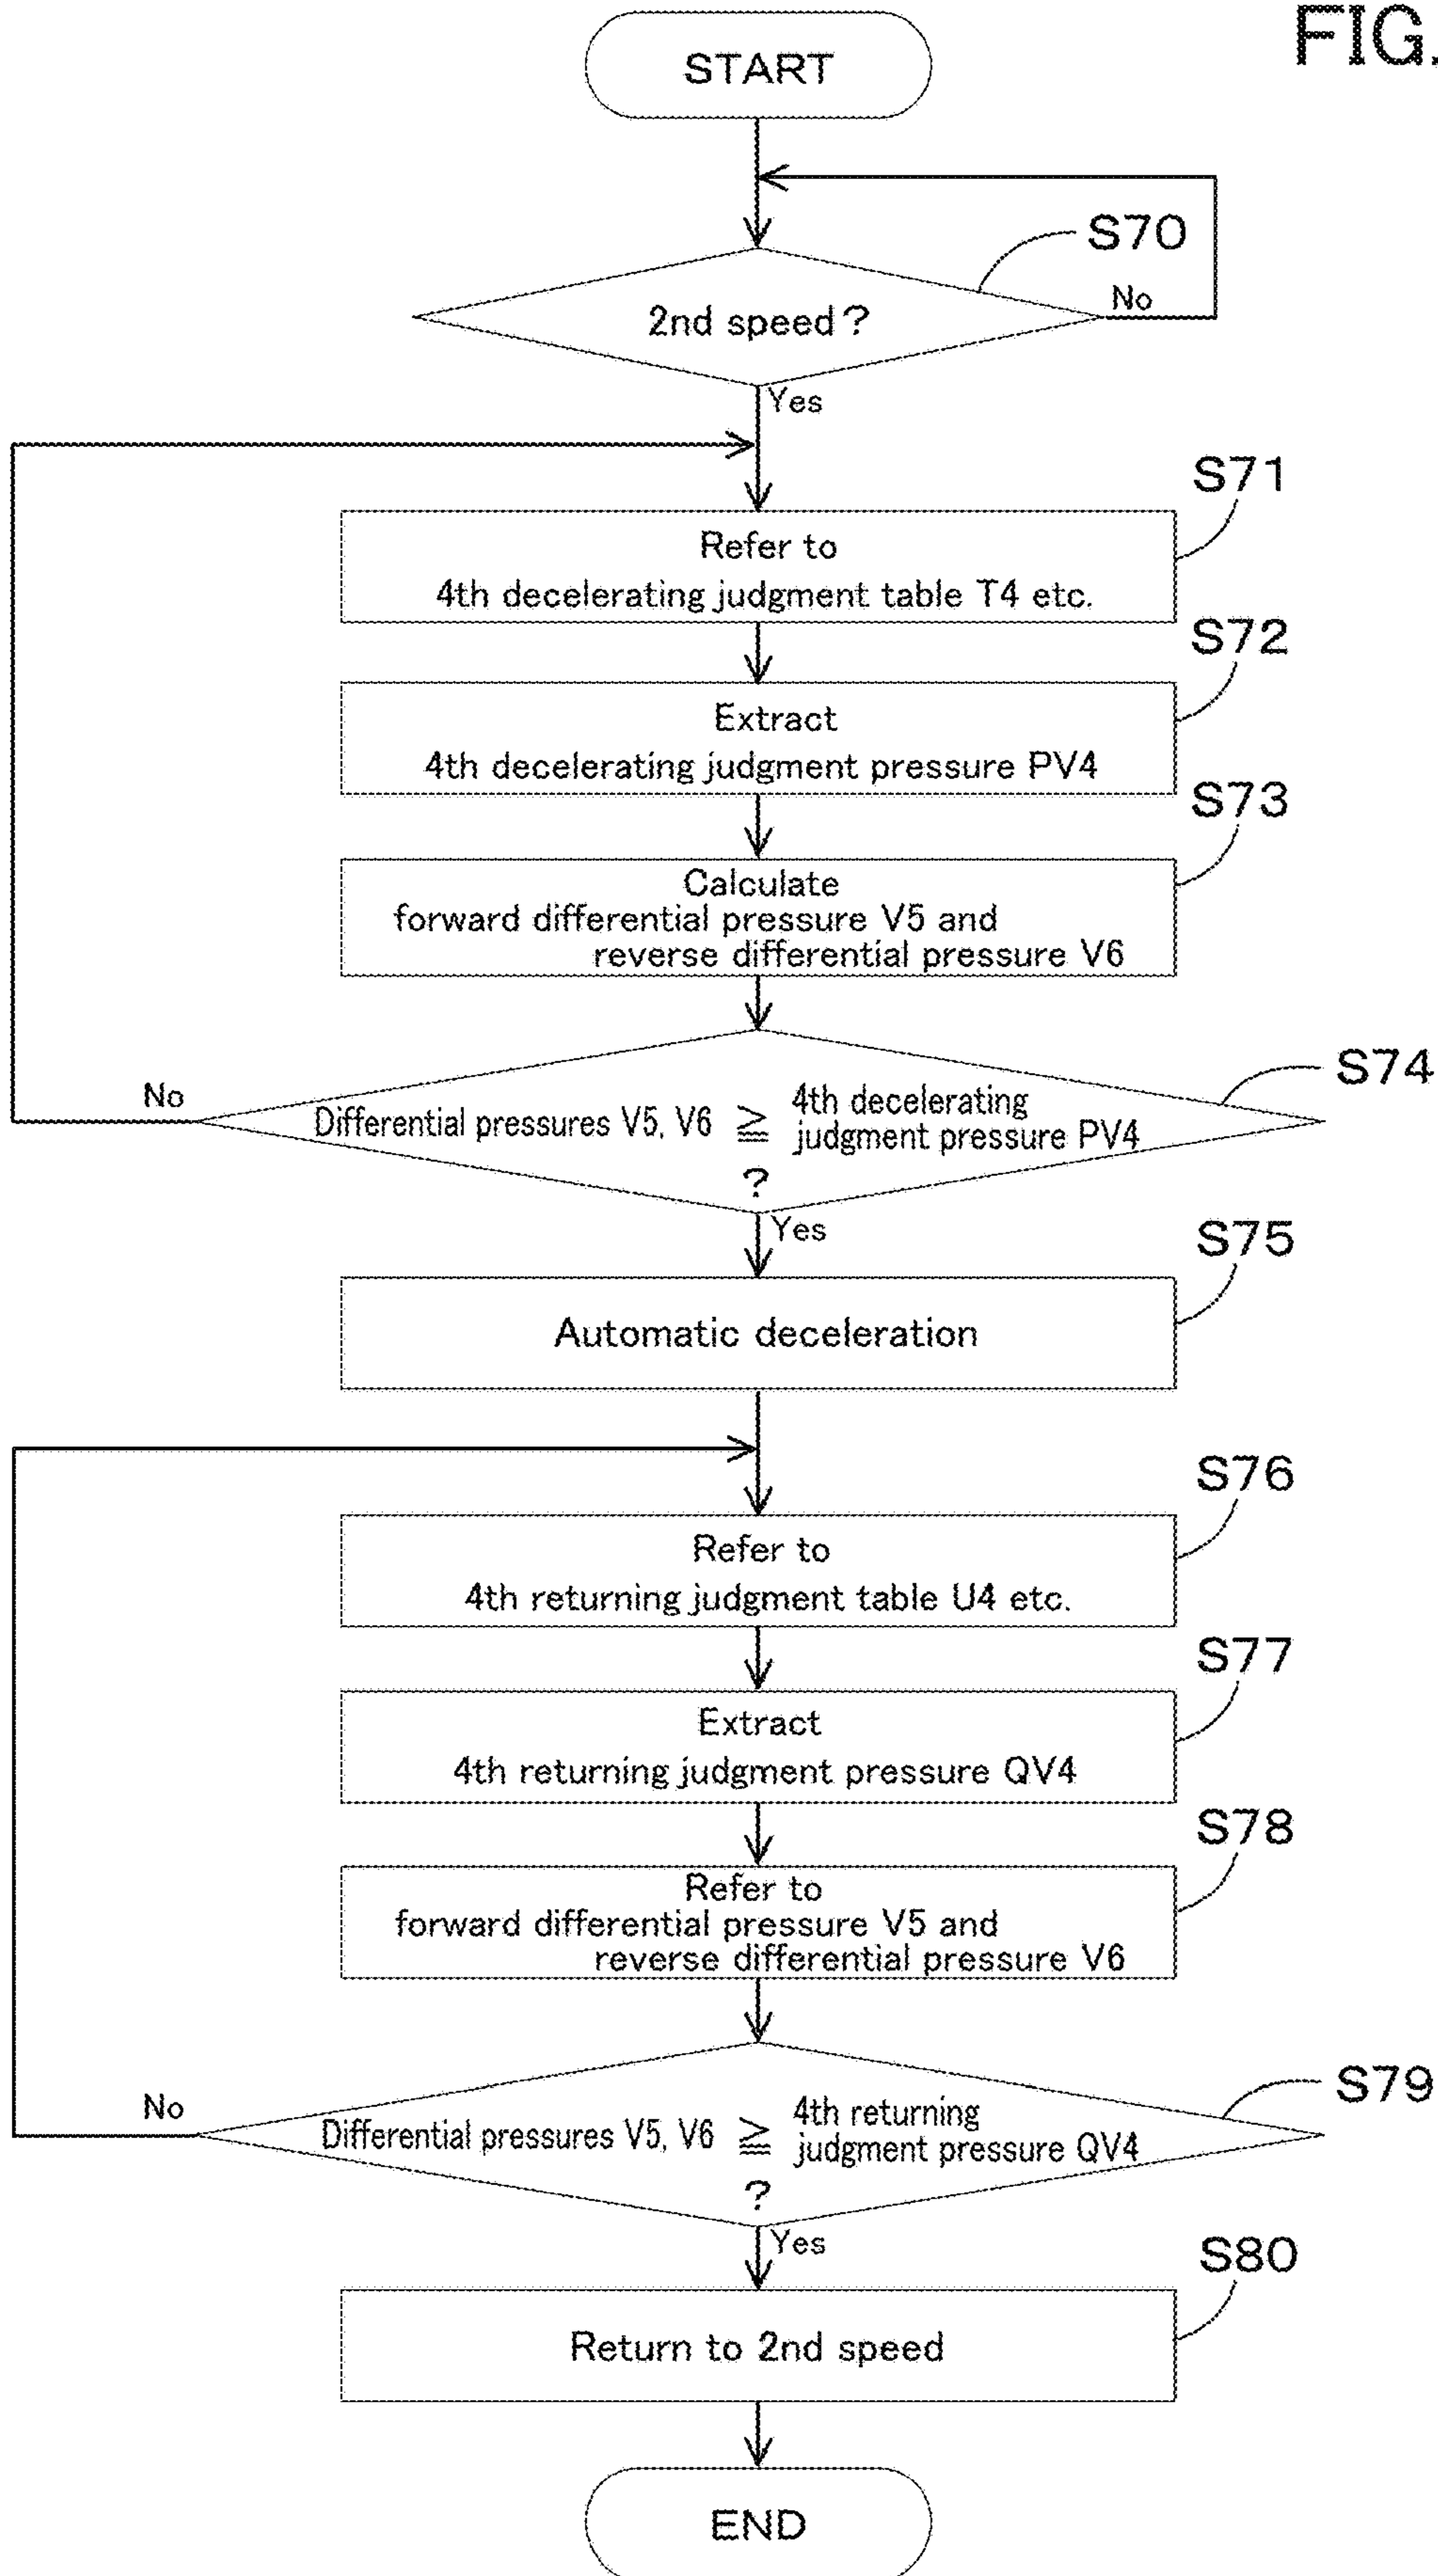 FIG.
START
S70
2nd speed?
No
Yes
S71
Refer to
4th decelerating judgment table T4 etc.
S72
Extract
4th decelerating judgment pressure PV4
S73
Calculate
forward differential pressure V5 and
reverse differential pressure V6
S74
No
Differential pressures V5, V6 ≧ 4th decelerating
judgment pressure PV4
?
Yes
S75
Automatic deceleration
S76
Refer to
4th returning judgment table U4 etc.
S77
Extract
4th returning judgment pressure QV4
S78
Refer to
forward differential pressure V5 and
reverse differential pressure V6
S79
No
Differential pressures V5, V6 ≧ 4th returning
judgment pressure QV4
?
Yes
S80
Return to 2nd speed
END